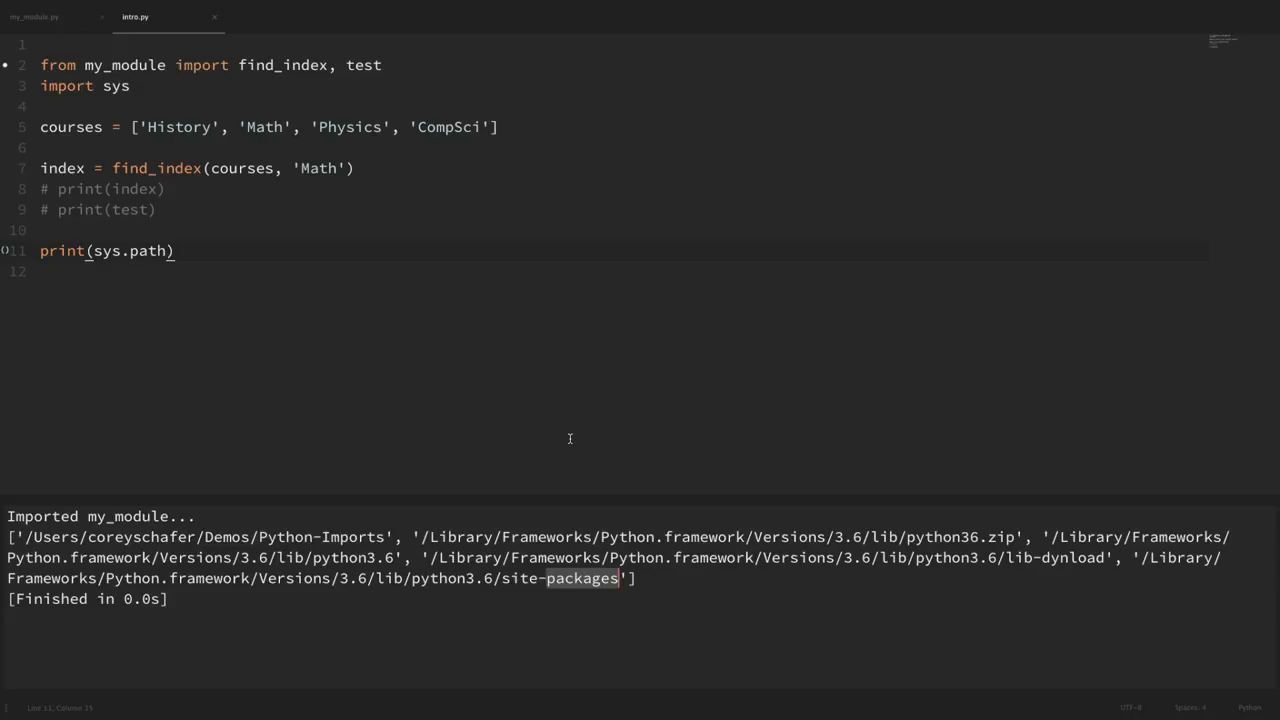 my_module.py × intro.py ×
1
2 from my_module import find_index, test
3 import sys
4
5 courses = ['History', 'Math', 'Physics', 'CompSci']
6
7 index = find_index(courses, 'Math')
8 # print(index)
9 # print(test)
10
11 print(sys.path)
12
Imported my_module...
['/Users/coreyschafer/Demos/Python-Imports', '/Library/Frameworks/Python.framework/Versions/3.6/lib/python36.zip', '/Library/Frameworks/
Python.framework/Versions/3.6/lib/python3.6', '/Library/Frameworks/Python.framework/Versions/3.6/lib/python3.6/lib-dynload', '/Library/
Frameworks/Python.framework/Versions/3.6/lib/python3.6/site-packages']
[Finished in 0.0s]
Line 11, Column 15 UTF-8 Spaces: 4 Python